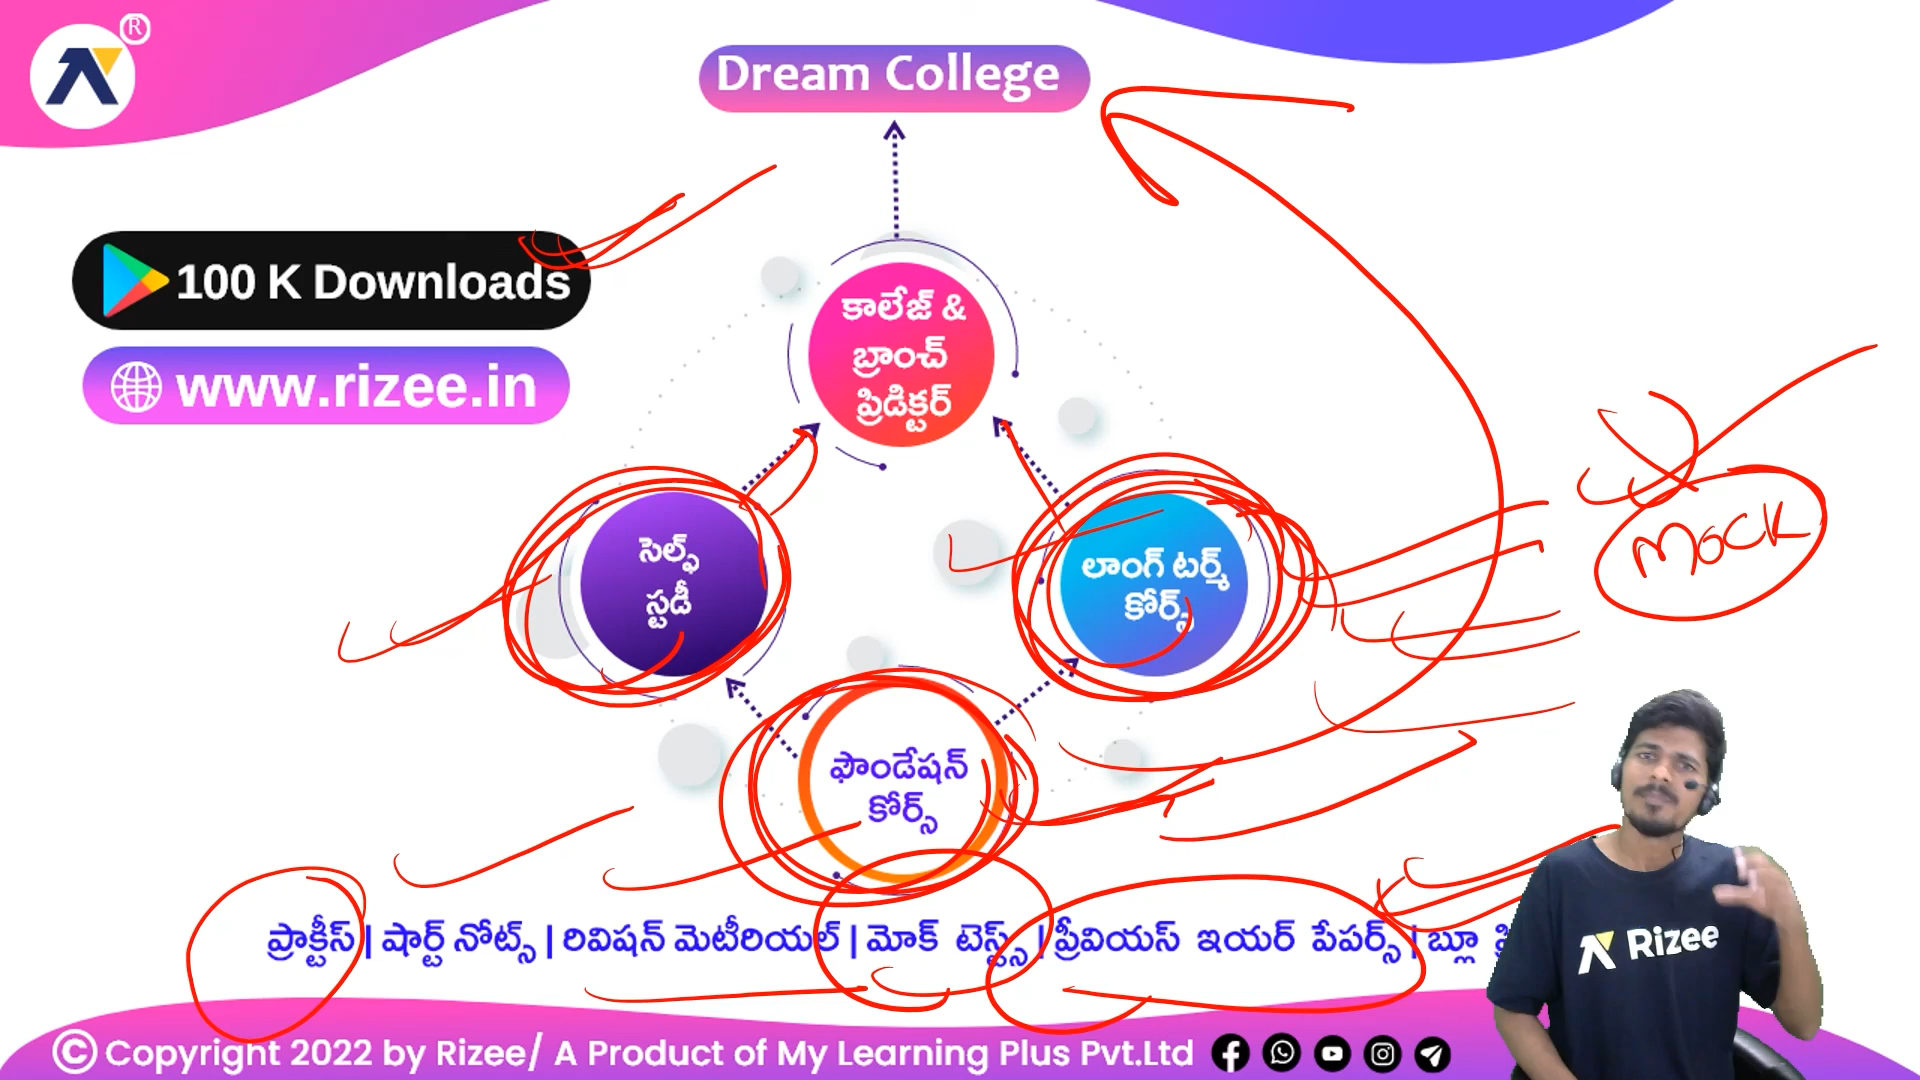 ®
Dream College
100 K Downloads
www.rizee.in
కాలేజ్ &
బ్రాంచ్
ప్రిడిక్టర్
సెల్ఫ్
స్టడీ
లాంగ్ టర్మ్
కోర్స్
Mock
ఫౌండేషన్
కోర్స్
ప్రాక్టీస్ | షార్ట్ నోట్స్ | రివిషన్ మెటీరియల్ | మోక్ టెస్ట్స్ | ప్రీవియస్ ఇయర్ పేపర్స్ | బ్లూ
Rizee
© Copyright 2022 by Rizee/ A Product of My Learning Plus Pvt.Ltd